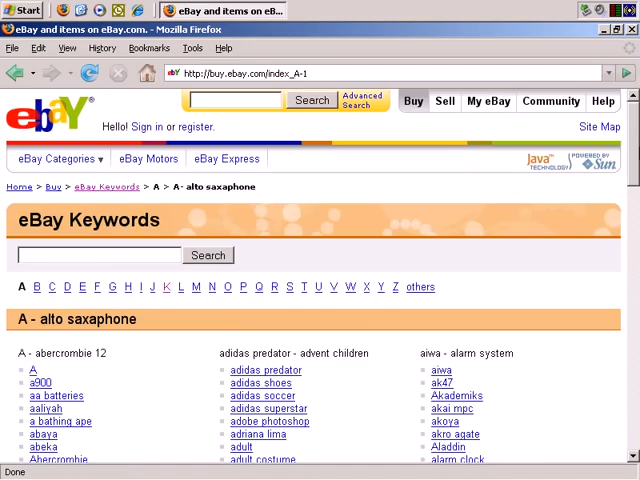 Start
eBay and items on eB...
eBay and items on eBay.com. - Mozilla Firefox
File Edit View History Bookmarks Tools Help
http://buy.ebay.com/index_A-1
ebaY®
Search
Advanced
Search
Buy Sell My eBay Community Help
Hello! Sign in or register.
Site Map
eBay Categories eBay Motors eBay Express
Java™
TECHNOLOGY
POWERED BY
Sun
Home > Buy > eBay Keywords > A > A- alto saxaphone
eBay Keywords
Search
A B C D E F G H I J K L M N O P Q R S T U V W X Y Z others
A - alto saxaphone
A - abercrombie 12
A
a900
aa batteries
aaliyah
a bathing ape
abaya
abeka
Abercrombie
adidas predator - advent children
adidas predator
adidas shoes
adidas soccer
adidas superstar
adobe photoshop
adriana lima
adult
adult costume
aiwa - alarm system
aiwa
ak47
Akademiks
akai mpc
akoya
akro agate
Aladdin
alarm clock
Done